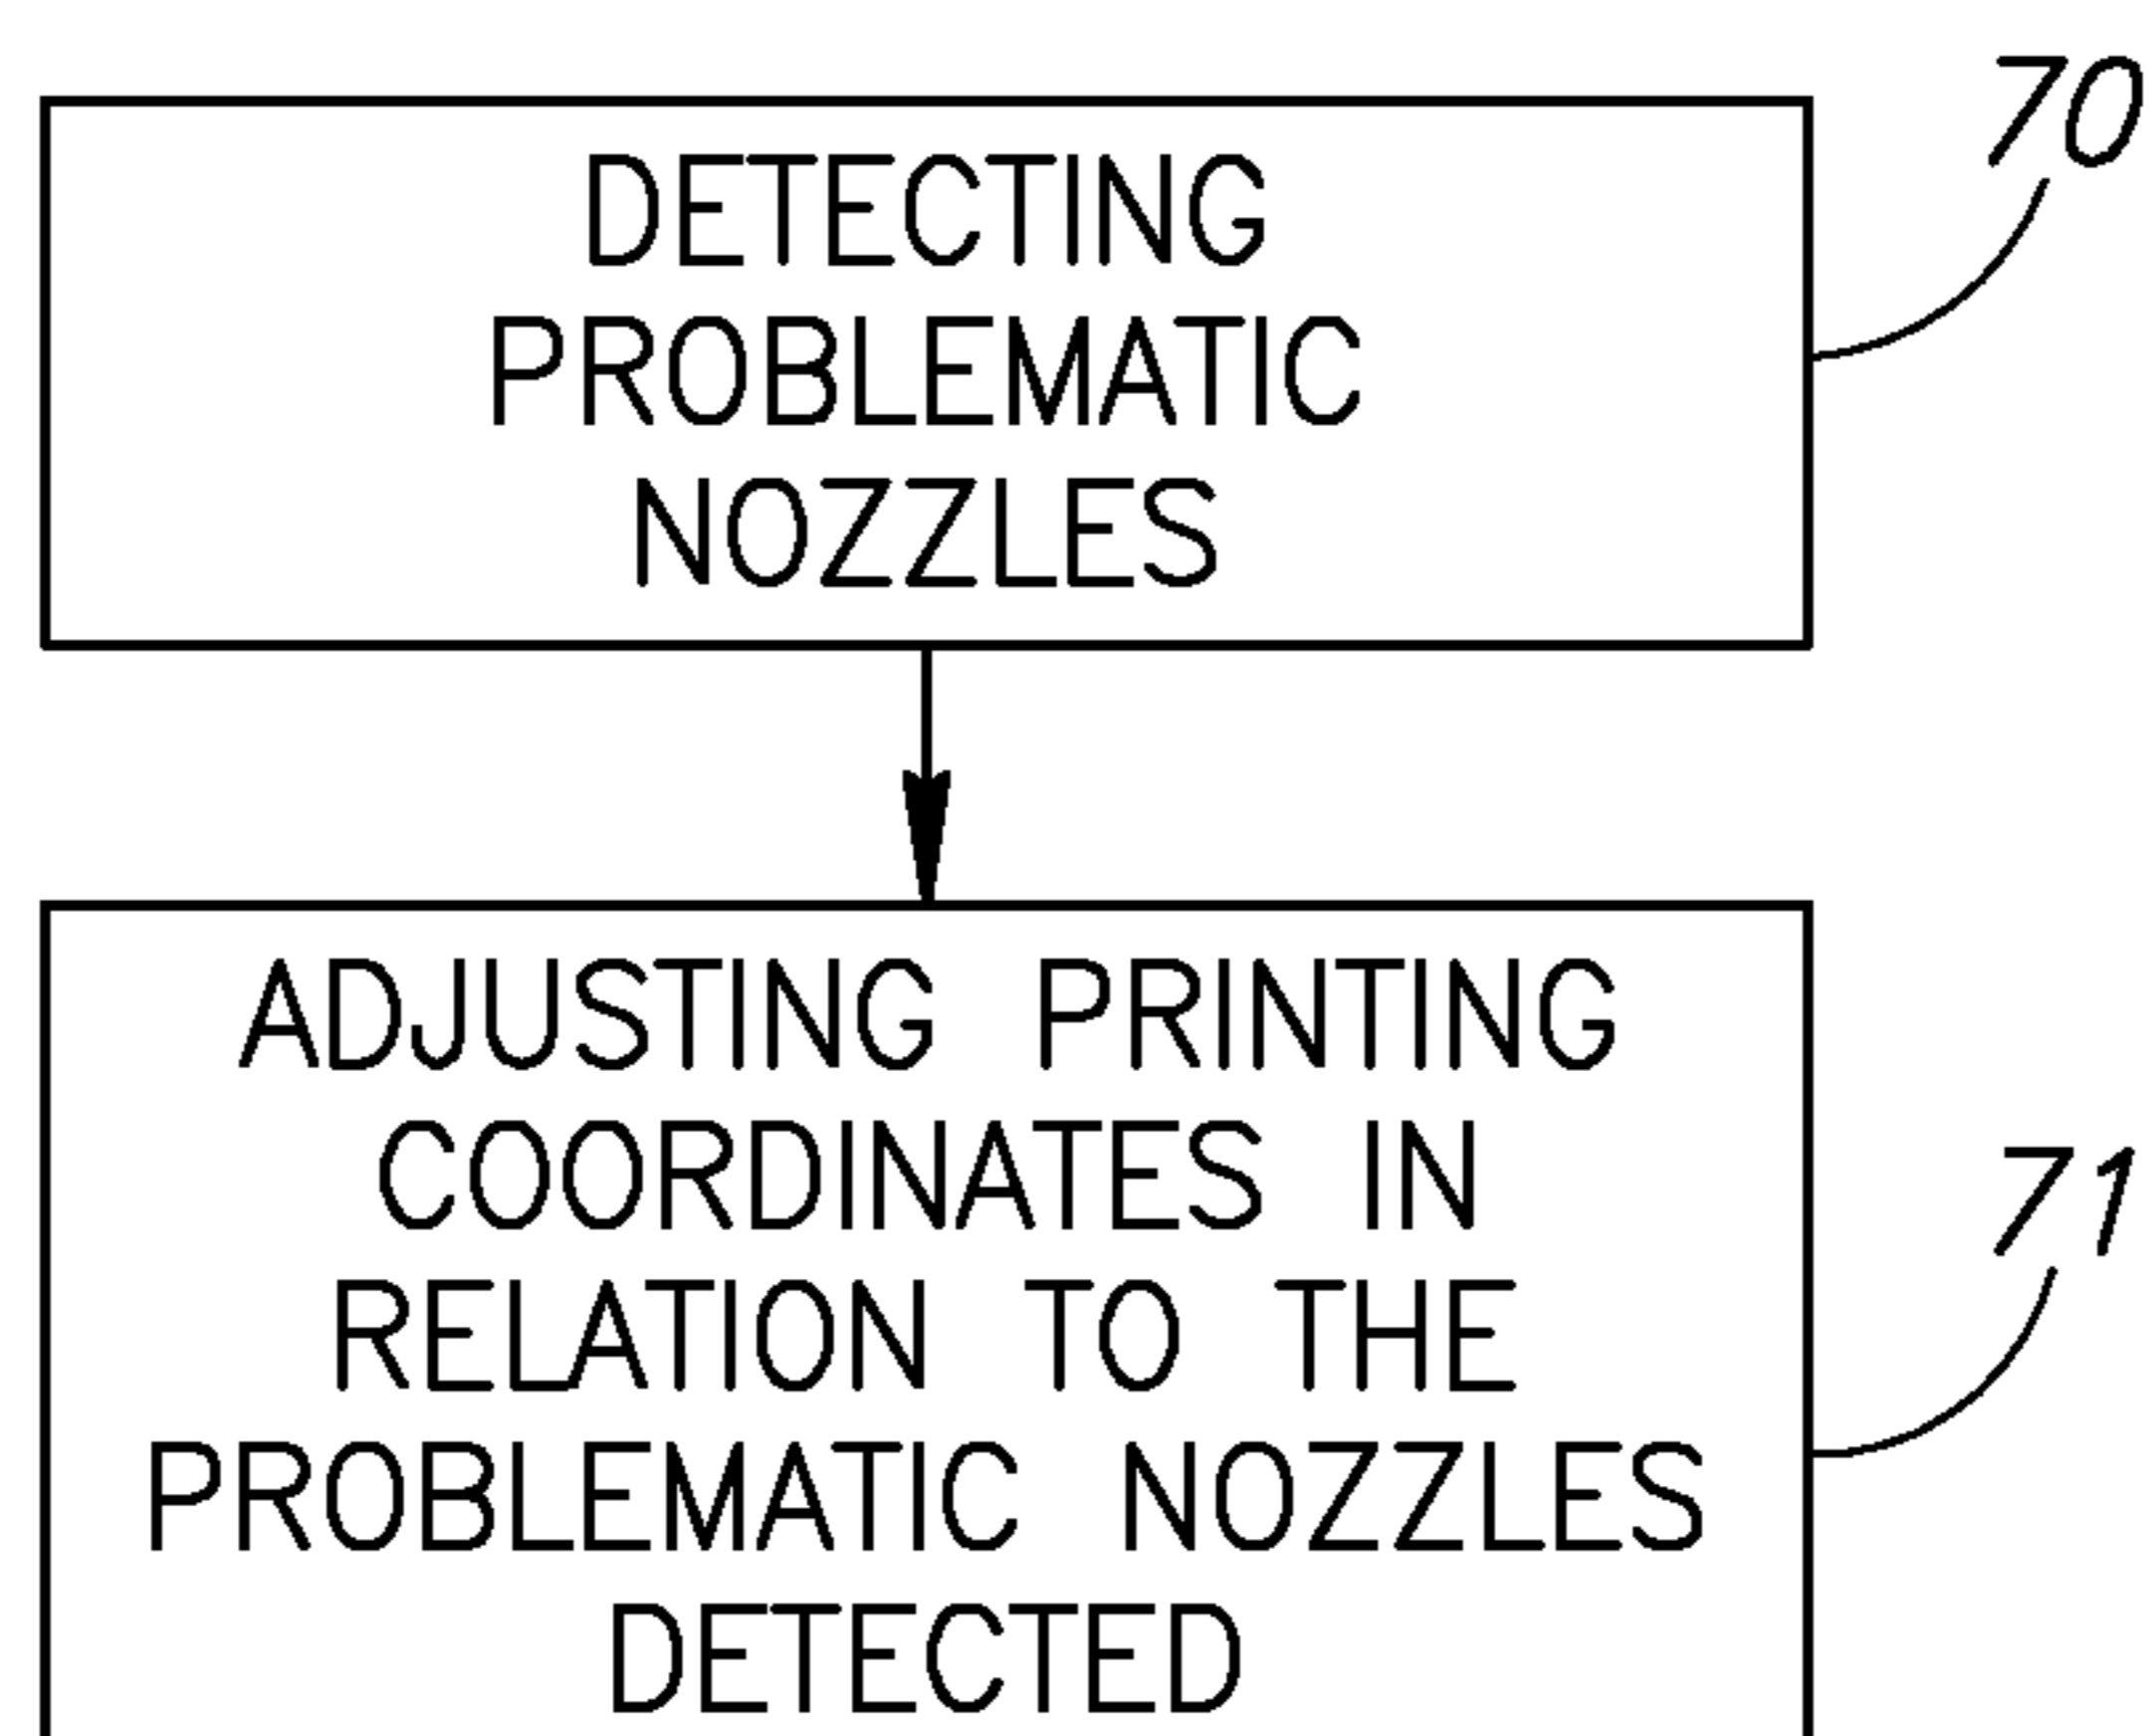 70
DETECTING
PROBLEMATIC
NOZZLES
ADJUSTING PRINTING
COORDINATES IN
RELATION TO THE
PROBLEMATIC NOZZLES
DETECTED
71